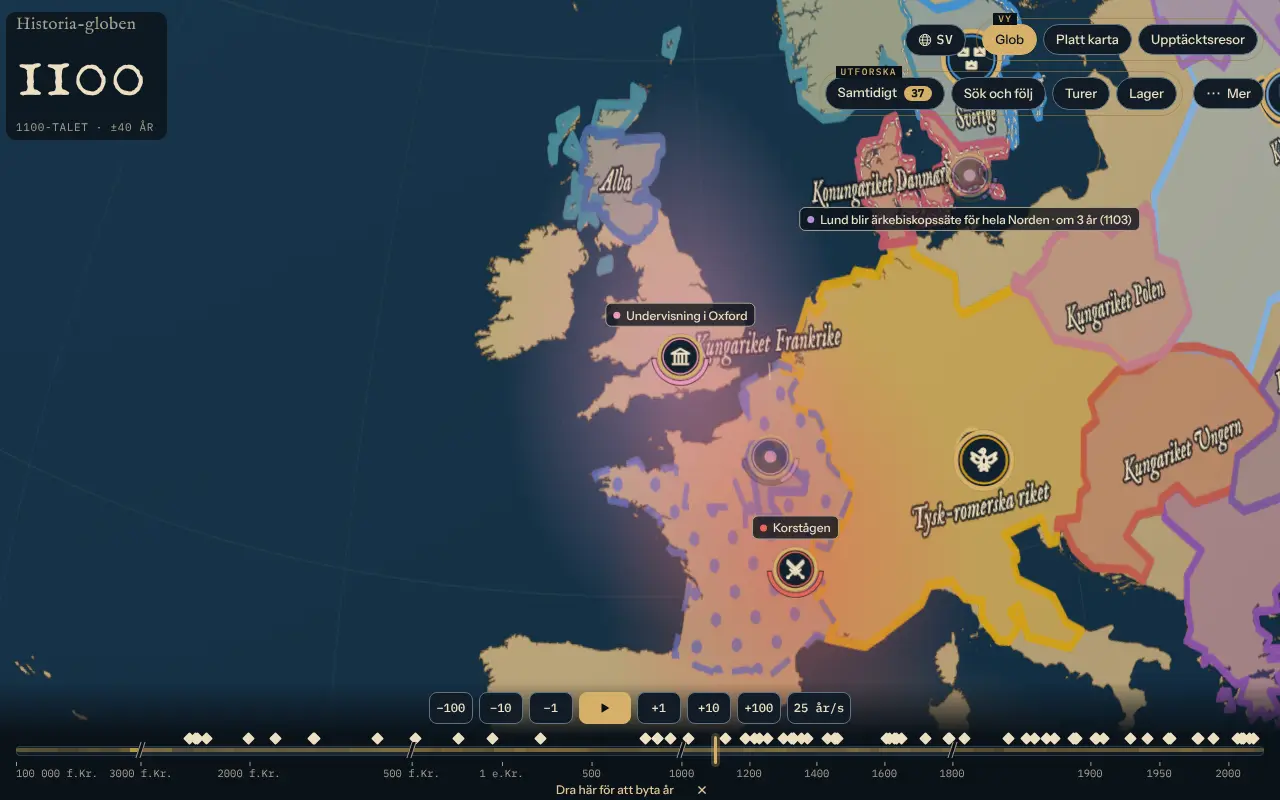 Historia-globen
1100
1100-TALET · ±40 ÅR
VY
SV
Glob
Platt karta
Upptäcktsresor
UTFORSKA
Samtidigt 37
Sök och följ
Turer
Lager
··· Mer
Sverige
Alba
Konungariket Danmark
Lund blir ärkebiskopssäte för hela Norden · om 3 år (1103)
Kungariket Polen
Undervisning i Oxford
Kungariket Frankrike
Kungariket Ungern
Tysk-romerska riket
Korstågen
−100
−10
−1
+1
+10
+100
25 år/s
100 000 f.Kr.
3000 f.Kr.
2000 f.Kr.
500 f.Kr.
1 e.Kr.
500
1000
1200
1400
1600
1800
1900
1950
2000
Dra här för att byta år ✕